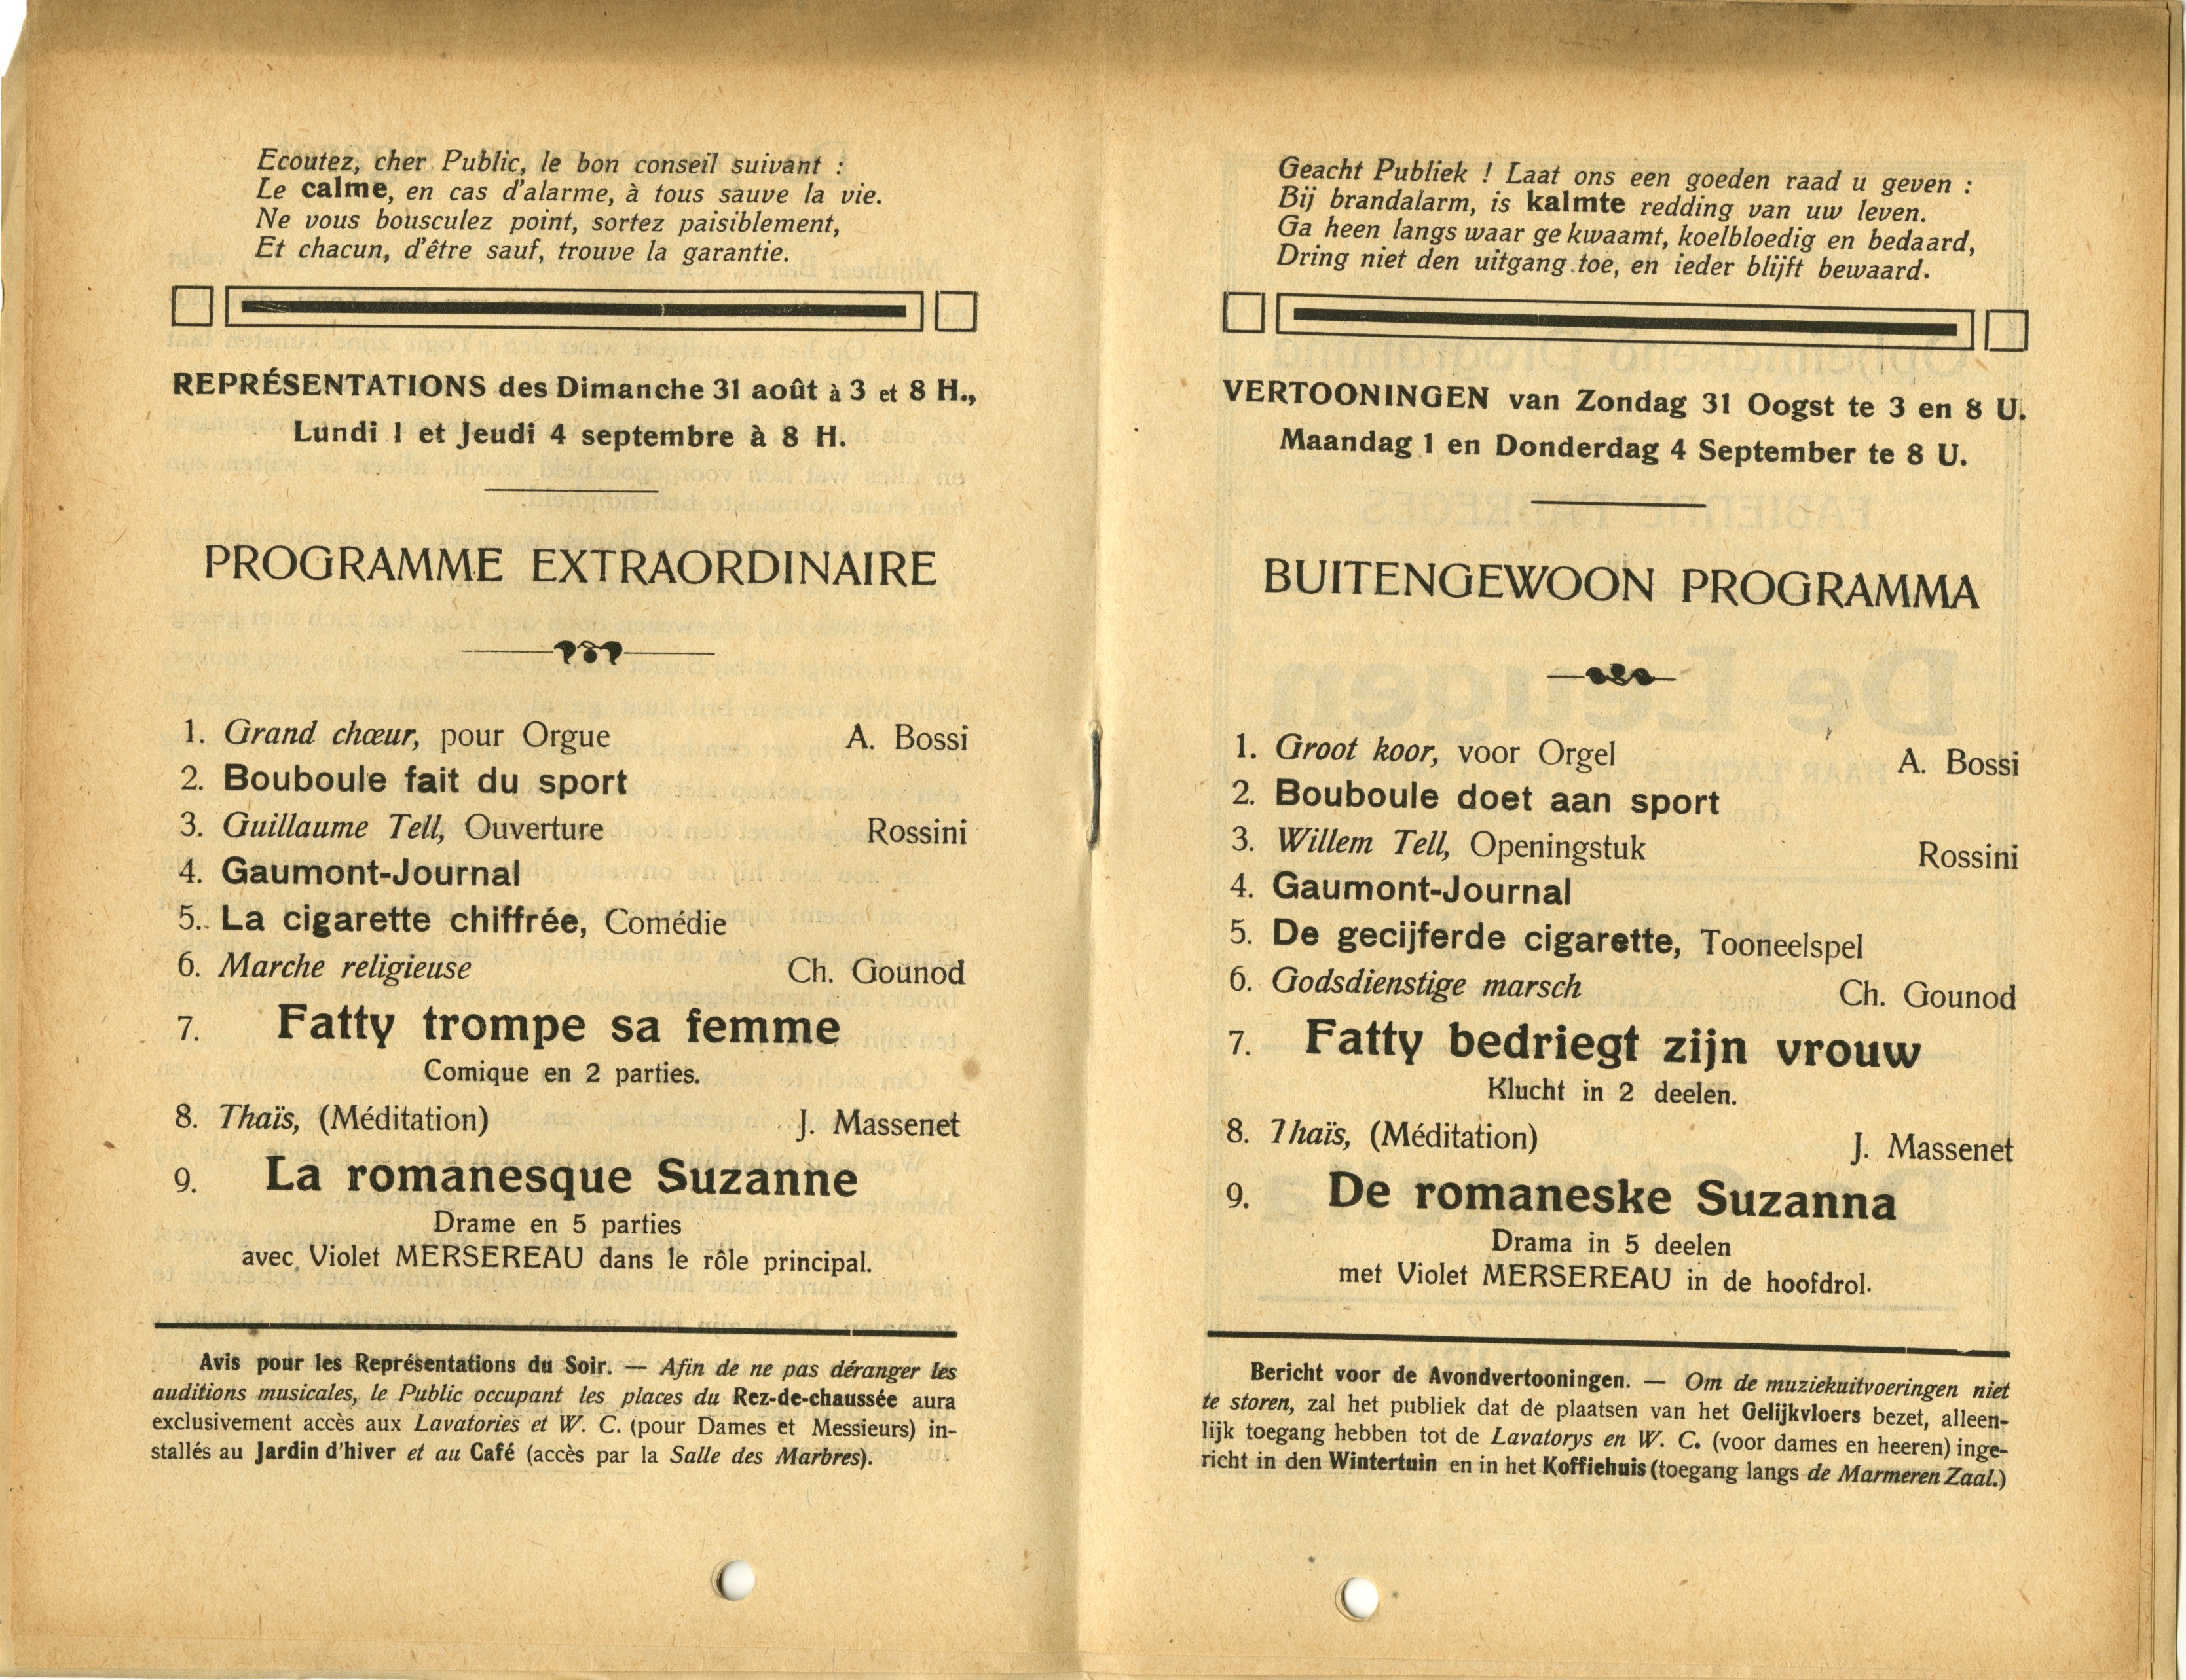 Ecoutez, cher Public, le bon conseil suivant :
Le calme, en cas d'alarme, à tous sauve la vie.
Ne vous bousculez point, sortez paisiblement,
Et chacun, d'être sauf, trouve la garantie.
REPRÉSENTATIONS des Dimanche 31 août à 3 et 8 H.,
Lundi 1 et Jeudi 4 septembre à 8 H.
PROGRAMME EXTRAORDINAIRE
1. Grand chœur, pour Orgue A. Bossi
2. Bouboule fait du sport
3. Guillaume Tell, Ouverture Rossini
4. Gaumont-Journal
5. La cigarette chiffrée, Comédie
6. Marche religieuse Ch. Gounod
7. Fatty trompe sa femme
Comique en 2 parties.
8. Thaïs, (Méditation) J. Massenet
9. La romanesque Suzanne
Drame en 5 parties
avec Violet MERSEREAU dans le rôle principal.
Avis pour les Représentations du Soir. — Afin de ne pas déranger les
auditions musicales, le Public occupant les places du Rez-de-chaussée aura
exclusivement accès aux Lavatories et W. C. (pour Dames et Messieurs) in-
stallés au Jardin d'hiver et au Café (accès par la Salle des Marbres).
Geacht Publiek ! Laat ons een goeden raad u geven :
Bij brandalarm, is kalmte redding van uw leven.
Ga heen langs waar ge kwaamt, koelbloedig en bedaard,
Dring niet den uitgang toe, en ieder blijft bewaard.
VERTOONINGEN van Zondag 31 Oogst te 3 en 8 U.
Maandag 1 en Donderdag 4 September te 8 U.
BUITENGEWOON PROGRAMMA
1. Groot koor, voor Orgel A. Bossi
2. Bouboule doet aan sport
3. Willem Tell, Openingstuk Rossini
4. Gaumont-Journal
5. De gecijferde cigarette, Tooneelspel
6. Godsdienstige marsch Ch. Gounod
7. Fatty bedriegt zijn vrouw
Klucht in 2 deelen.
8. Thaïs, (Méditation) J. Massenet
9. De romaneske Suzanna
Drama in 5 deelen
met Violet MERSEREAU in de hoofdrol.
Bericht voor de Avondvertooningen. — Om de muziekuitvoeringen niet
te storen, zal het publiek dat de plaatsen van het Gelijkvloers bezet, alleen-
lijk toegang hebben tot de Lavatorys en W. C. (voor dames en heeren) inge-
richt in den Wintertuin en in het Koffiehuis (toegang langs de Marmeren Zaal.)